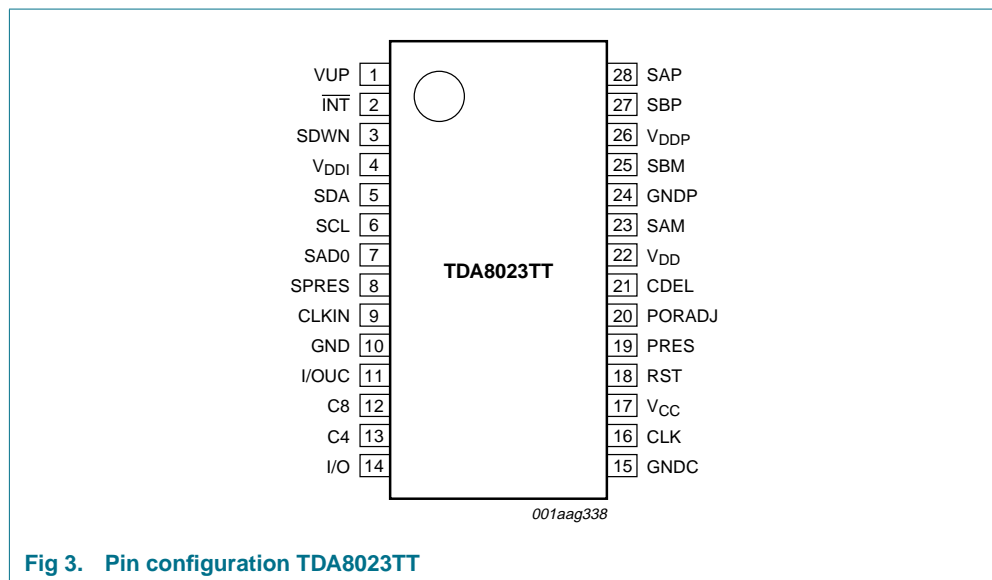 VUP 1 28 SAP
INT 2 27 SBP
SDWN 3 26 VDDP
VDDI 4 25 SBM
SDA 5 24 GNDP
SCL 6 23 SAM
SAD0 7 22 VDD
TDA8023TT
SPRES 8 21 CDEL
CLKIN 9 20 PORADJ
GND 10 19 PRES
I/OUC 11 18 RST
C8 12 17 VCC
C4 13 16 CLK
I/O 14 15 GNDC
001aag338
Fig 3. Pin configuration TDA8023TT